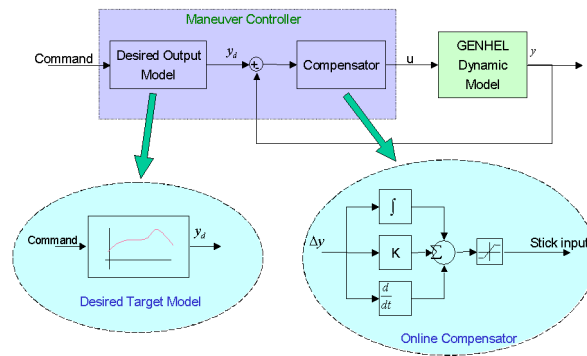 Maneuver Controller
Command
Desired Output
Model
y_d
+
-
Compensator
u
GENHEL
Dynamic
Model
y
Command
y_d
Desired Target Model
Δy
∫
K
d/dt
Σ
Stick input
Online Compensator